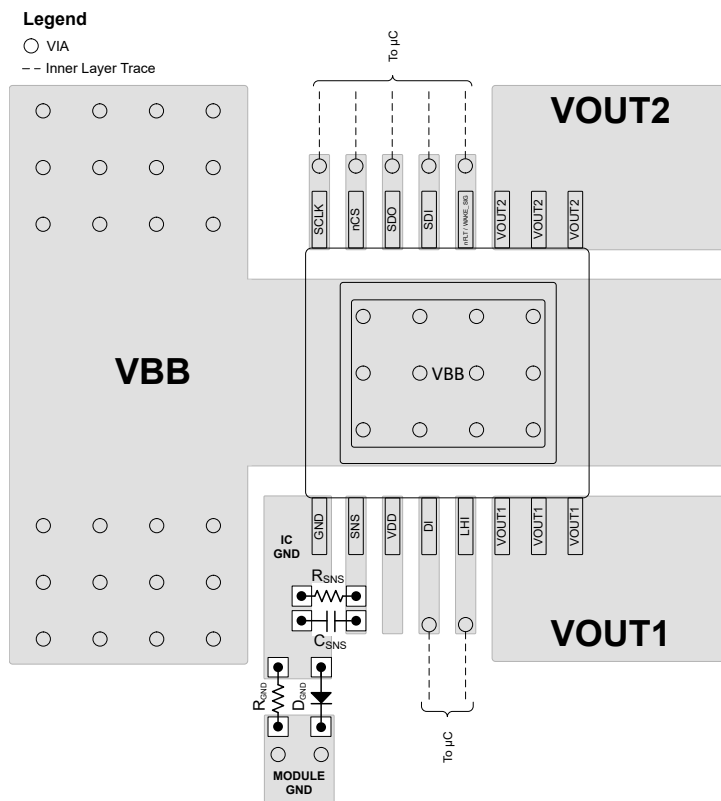 Legend
VIA
Inner Layer Trace
To µC
VOUT2
SCLK
nCS
SDO
SDI
nFLT / WAKE_SIG
VOUT2
VOUT2
VOUT2
VBB
VBB
GND
SNS
VDD
DI
LHI
VOUT1
VOUT1
VOUT1
IC
GND
RSNS
CSNS
VOUT1
RGND
DGND
To µC
MODULE
GND